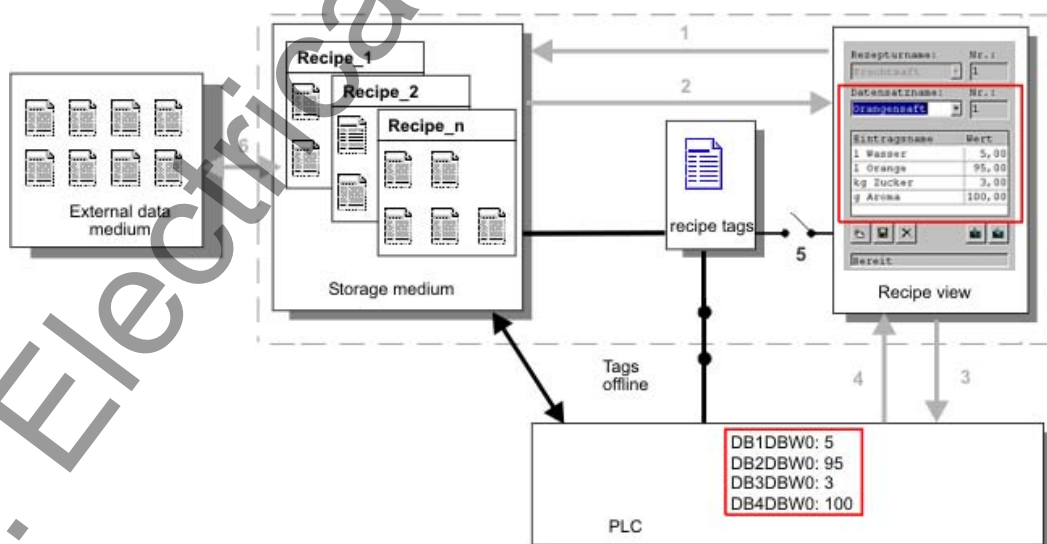 1
2
Recipe_1
Recipe_2
Recipe_n
Storage medium
6
External data
medium
recipe tags
5
Rezepturname: Nr.:
Fruchtsaft 1
Datensatzname: Nr.:
Orangensaft 1
Eintragsname Wert
l Wasser 5,00
l Orange 95,00
kg Zucker 3,00
g Aroma 100,00
Bereit
Recipe view
Tags
offline
4
3
DB1DBW0: 5
DB2DBW0: 95
DB3DBW0: 3
DB4DBW0: 100
PLC
Electrica